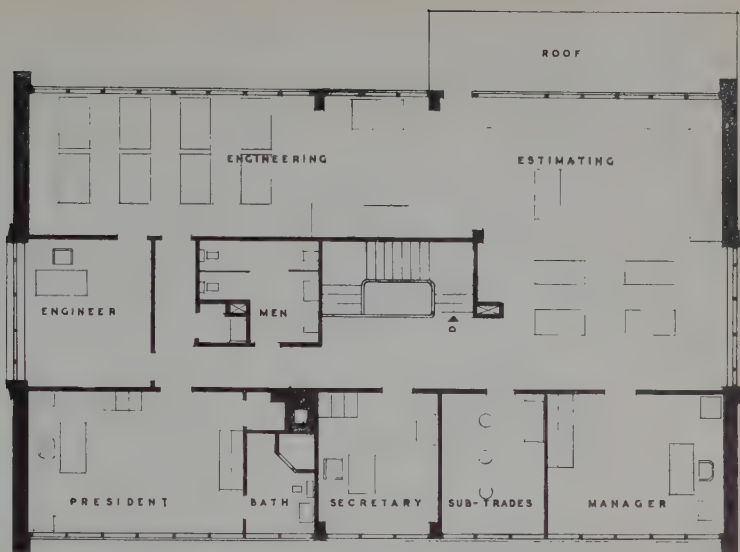 ROOF
ENGINEERING
ESTIMATING
ENGINEER
MEN
D
PRESIDENT
BATH
SECRETARY
SUB-TRADES
MANAGER